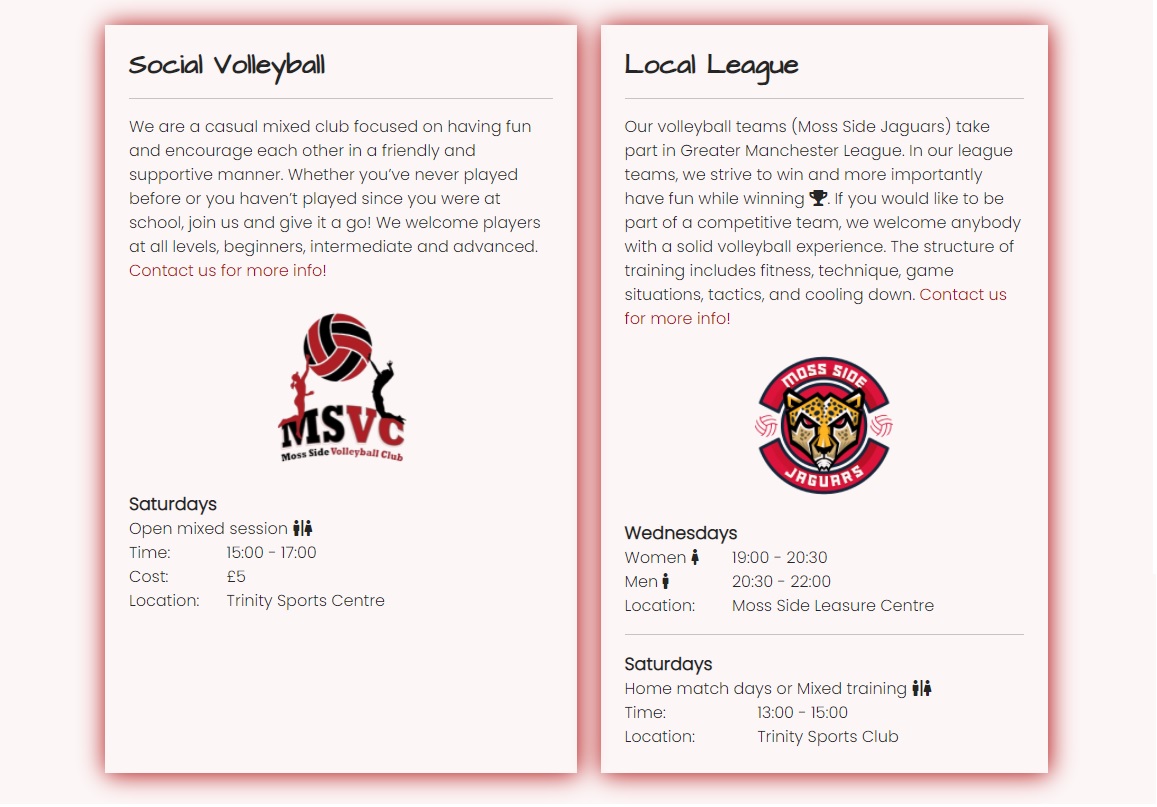 Social Volleyball
We are a casual mixed club focused on having fun
and encourage each other in a friendly and
supportive manner. Whether you’ve never played
before or you haven’t played since you were at
school, join us and give it a go! We welcome players
at all levels, beginners, intermediate and advanced.
Contact us for more info!
MSVC
Moss Side Volleyball Club
Saturdays
Open mixed session
Time: 15:00 - 17:00
Cost: £5
Location: Trinity Sports Centre
Local League
Our volleyball teams (Moss Side Jaguars) take
part in Greater Manchester League. In our league
teams, we strive to win and more importantly
have fun while winning . If you would like to be
part of a competitive team, we welcome anybody
with a solid volleyball experience. The structure of
training includes fitness, technique, game
situations, tactics, and cooling down. Contact us
for more info!
MOSS SIDE
JAGUARS
Wednesdays
Women 19:00 - 20:30
Men 20:30 - 22:00
Location: Moss Side Leasure Centre
Saturdays
Home match days or Mixed training
Time: 13:00 - 15:00
Location: Trinity Sports Club